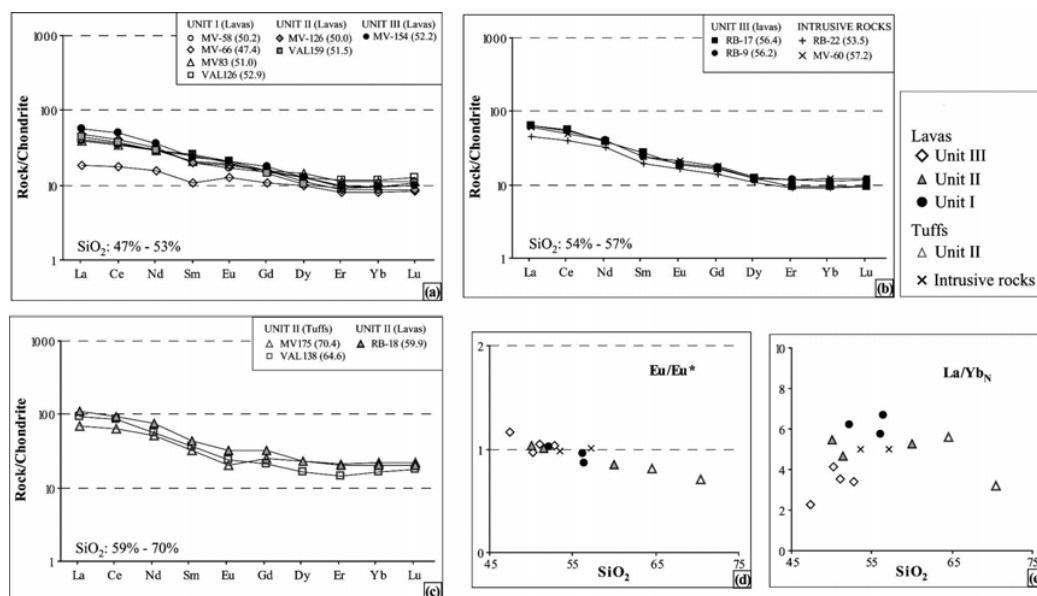 UNIT I (Lavas) UNIT II (Lavas) UNIT III (Lavas)
MV-58 (50.2) MV-126 (50.0) MV-154 (52.2)
MV-66 (47.4) VAL159 (51.5)
MV83 (51.0)
VAL126 (52.9)
1000
100
10
1
Rock/Chondrite
SiO2: 47% - 53%
La Ce Nd Sm Eu Gd Dy Er Yb Lu
(a)
UNIT III (lavas) INTRUSIVE ROCKS
RB-17 (56.4) RB-22 (53.5)
RB-9 (56.2) MV-60 (57.2)
1000
100
10
1
Rock/Chondrite
SiO2: 54% - 57%
La Ce Nd Sm Eu Gd Dy Er Yb Lu
(b)
Lavas
Unit III
Unit II
Unit I
Tuffs
Unit II
Intrusive rocks
UNIT II (Tuffs) UNIT II (Lavas)
MV175 (70.4) RB-18 (59.9)
VAL138 (64.6)
1000
100
10
1
Rock/Chondrite
SiO2: 59% - 70%
La Ce Nd Sm Eu Gd Dy Er Yb Lu
(c)
2
1
0
Eu/Eu*
45 55 65 75
SiO2
(d)
10
8
6
4
2
0
La/YbN
45 55 65 75
SiO2
(e)